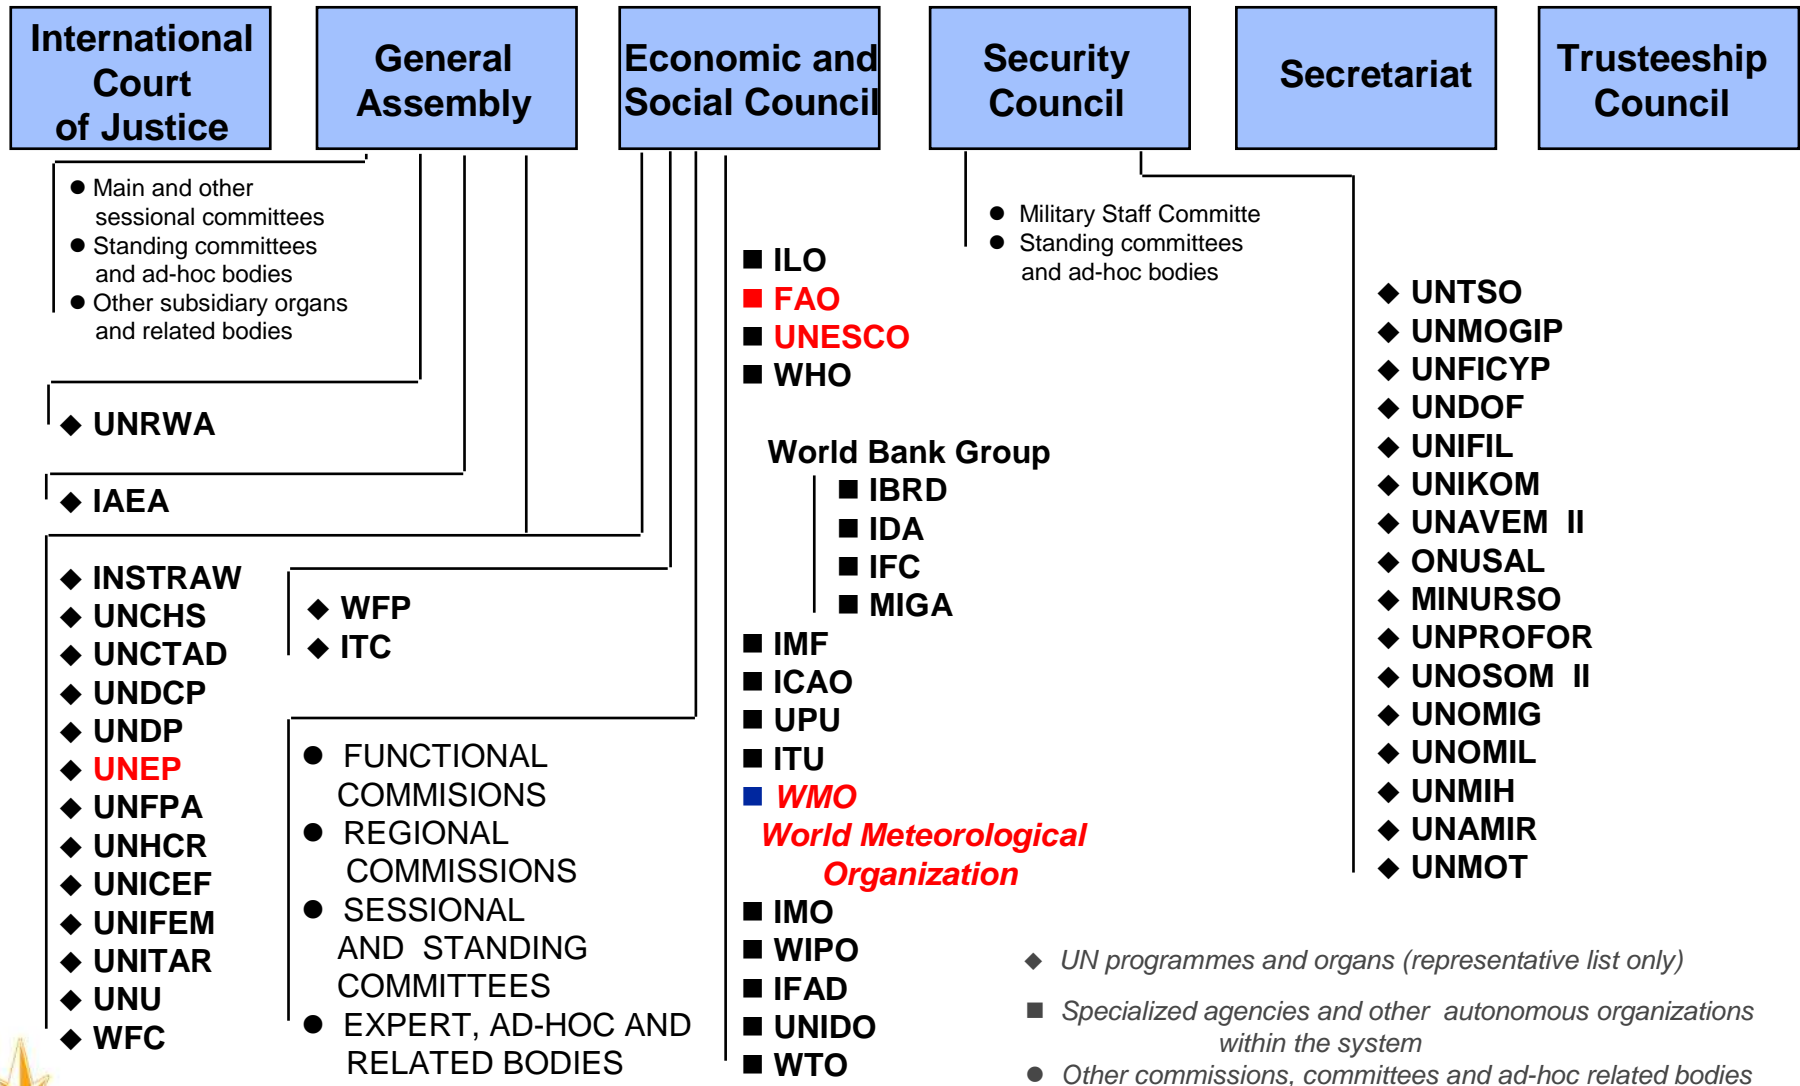 International
Court
of Justice
General
Assembly
Economic and
Social Council
Security
Council
Secretariat
Trusteeship
Council
● Main and other
sessional committees
● Standing committees
and ad-hoc bodies
● Other subsidiary organs
and related bodies
◆ UNRWA
◆ IAEA
◆ INSTRAW
◆ UNCHS
◆ UNCTAD
◆ UNDCP
◆ UNDP
◆ UNEP
◆ UNFPA
◆ UNHCR
◆ UNICEF
◆ UNIFEM
◆ UNITAR
◆ UNU
◆ WFC
◆ WFP
◆ ITC
● FUNCTIONAL
COMMISIONS
● REGIONAL
COMMISSIONS
● SESSIONAL
AND STANDING
COMMITTEES
● EXPERT, AD-HOC AND
RELATED BODIES
■ ILO
■ FAO
■ UNESCO
■ WHO
World Bank Group
■ IBRD
■ IDA
■ IFC
■ MIGA
■ IMF
■ ICAO
■ UPU
■ ITU
■ WMO
World Meteorological
Organization
■ IMO
■ WIPO
■ IFAD
■ UNIDO
■ WTO
● Military Staff Committe
● Standing committees
and ad-hoc bodies
◆ UNTSO
◆ UNMOGIP
◆ UNFICYP
◆ UNDOF
◆ UNIFIL
◆ UNIKOM
◆ UNAVEM II
◆ ONUSAL
◆ MINURSO
◆ UNPROFOR
◆ UNOSOM II
◆ UNOMIG
◆ UNOMIL
◆ UNMIH
◆ UNAMIR
◆ UNMOT
◆ UN programmes and organs (representative list only)
■ Specialized agencies and other autonomous organizations
within the system
● Other commissions, committees and ad-hoc related bodies